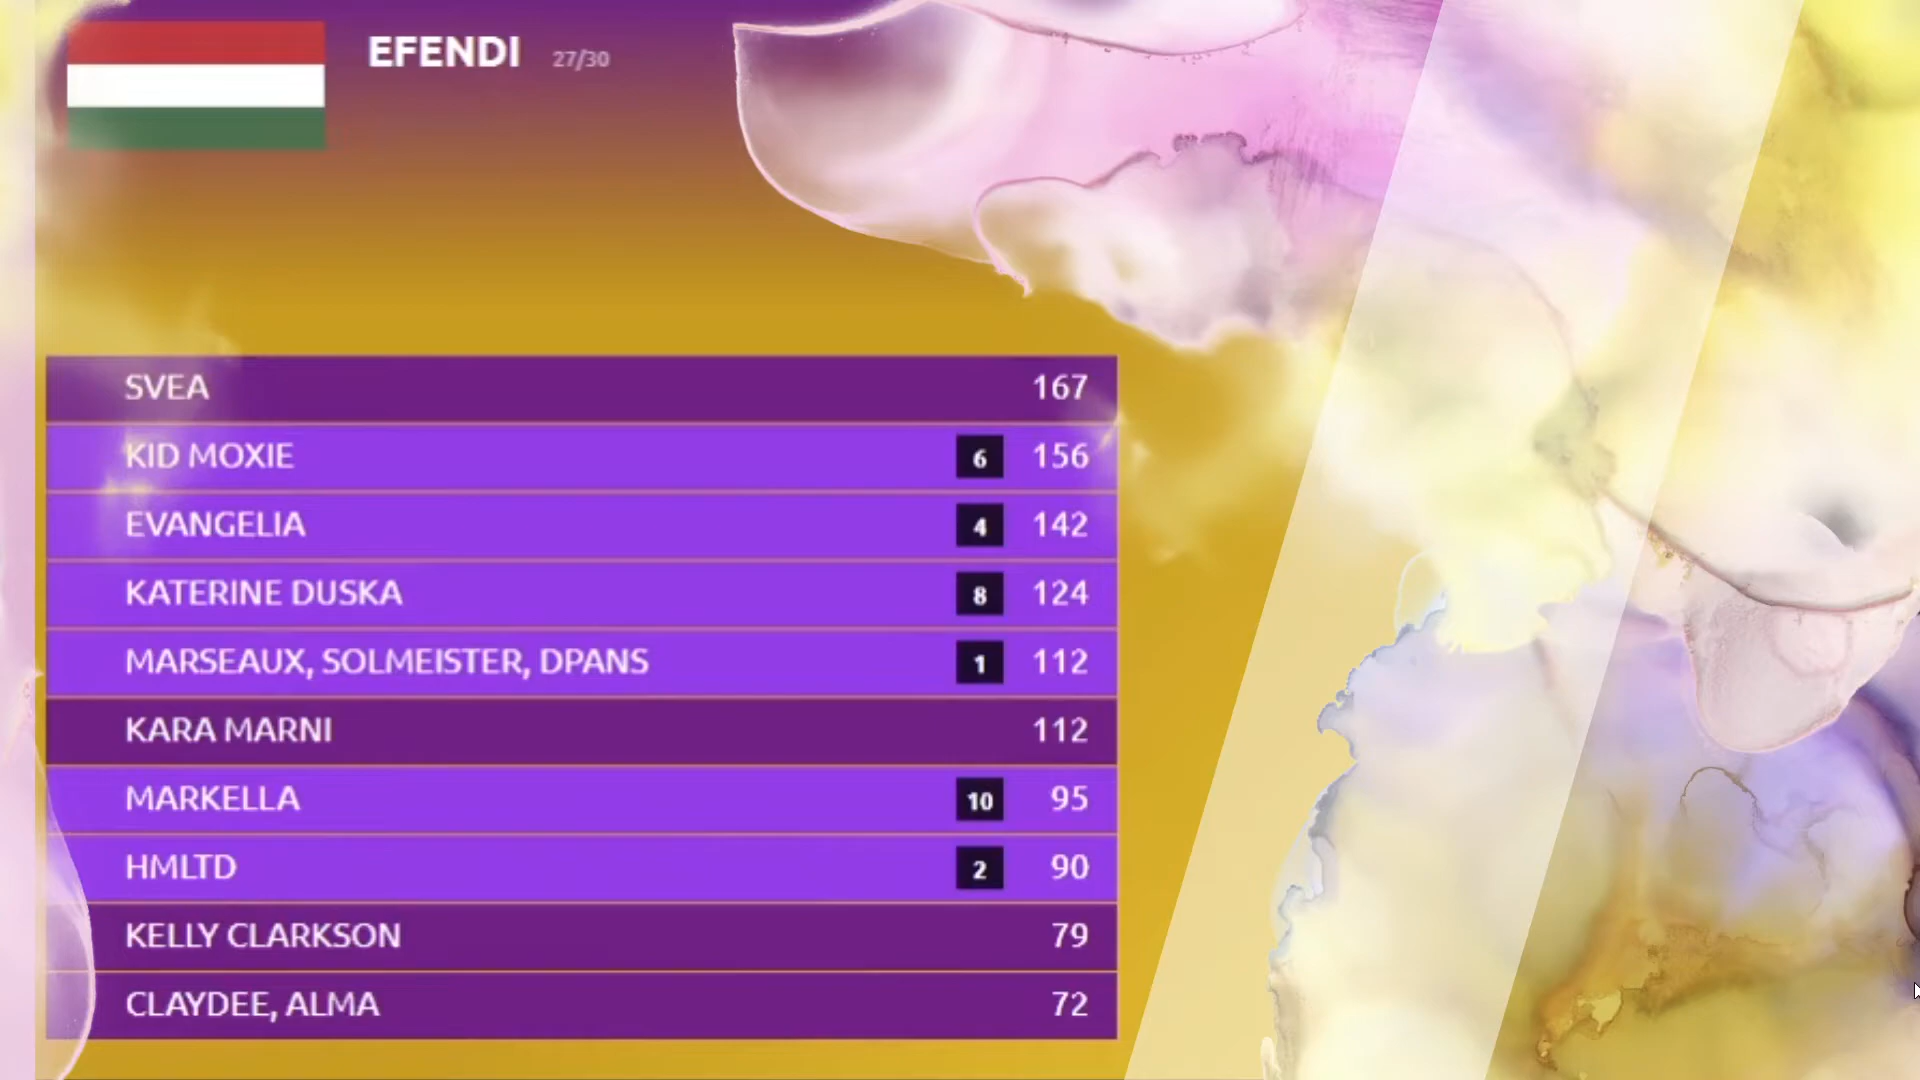 EFENDI 27/30
SVEA 167
KID MOXIE 6 156
EVANGELIA 4 142
KATERINE DUSKA 8 124
MARSEAUX, SOLMEISTER, DPANS 1 112
KARA MARNI 112
MARKELLA 10 95
HMLTD 2 90
KELLY CLARKSON 79
CLAYDEE, ALMA 72